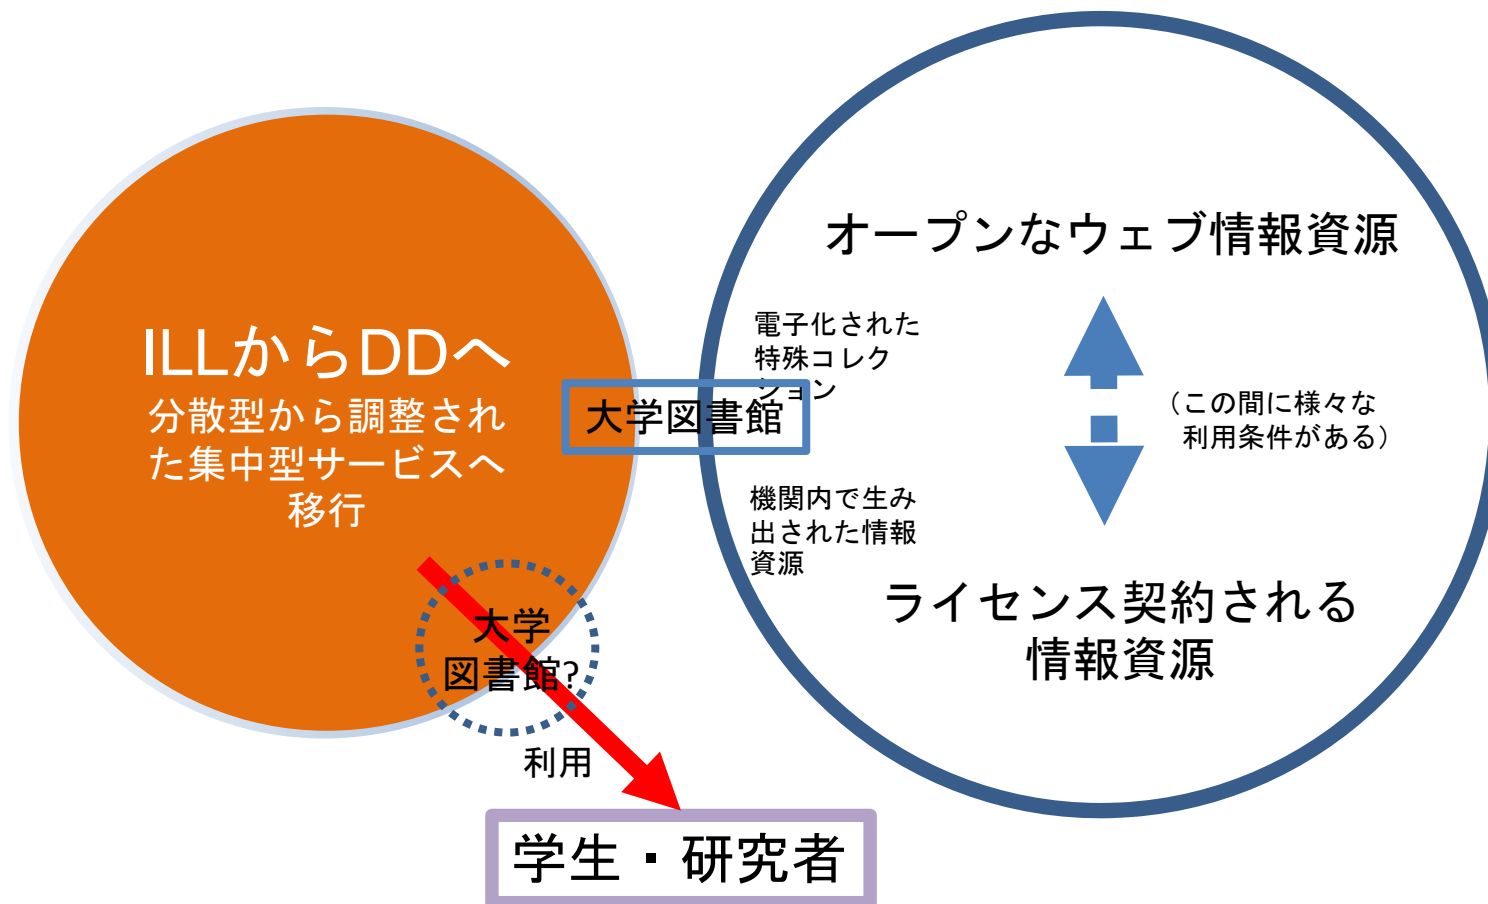 ILLからDDへ
分散型から調整され
た集中型サービスへ
移行
大学図書館
大学
図書館?
利用
学生・研究者
オープンなウェブ情報資源
電子化された
特殊コレク
ション
(この間に様々な
利用条件がある)
機関内で生み
出された情報
資源
ライセンス契約される
情報資源